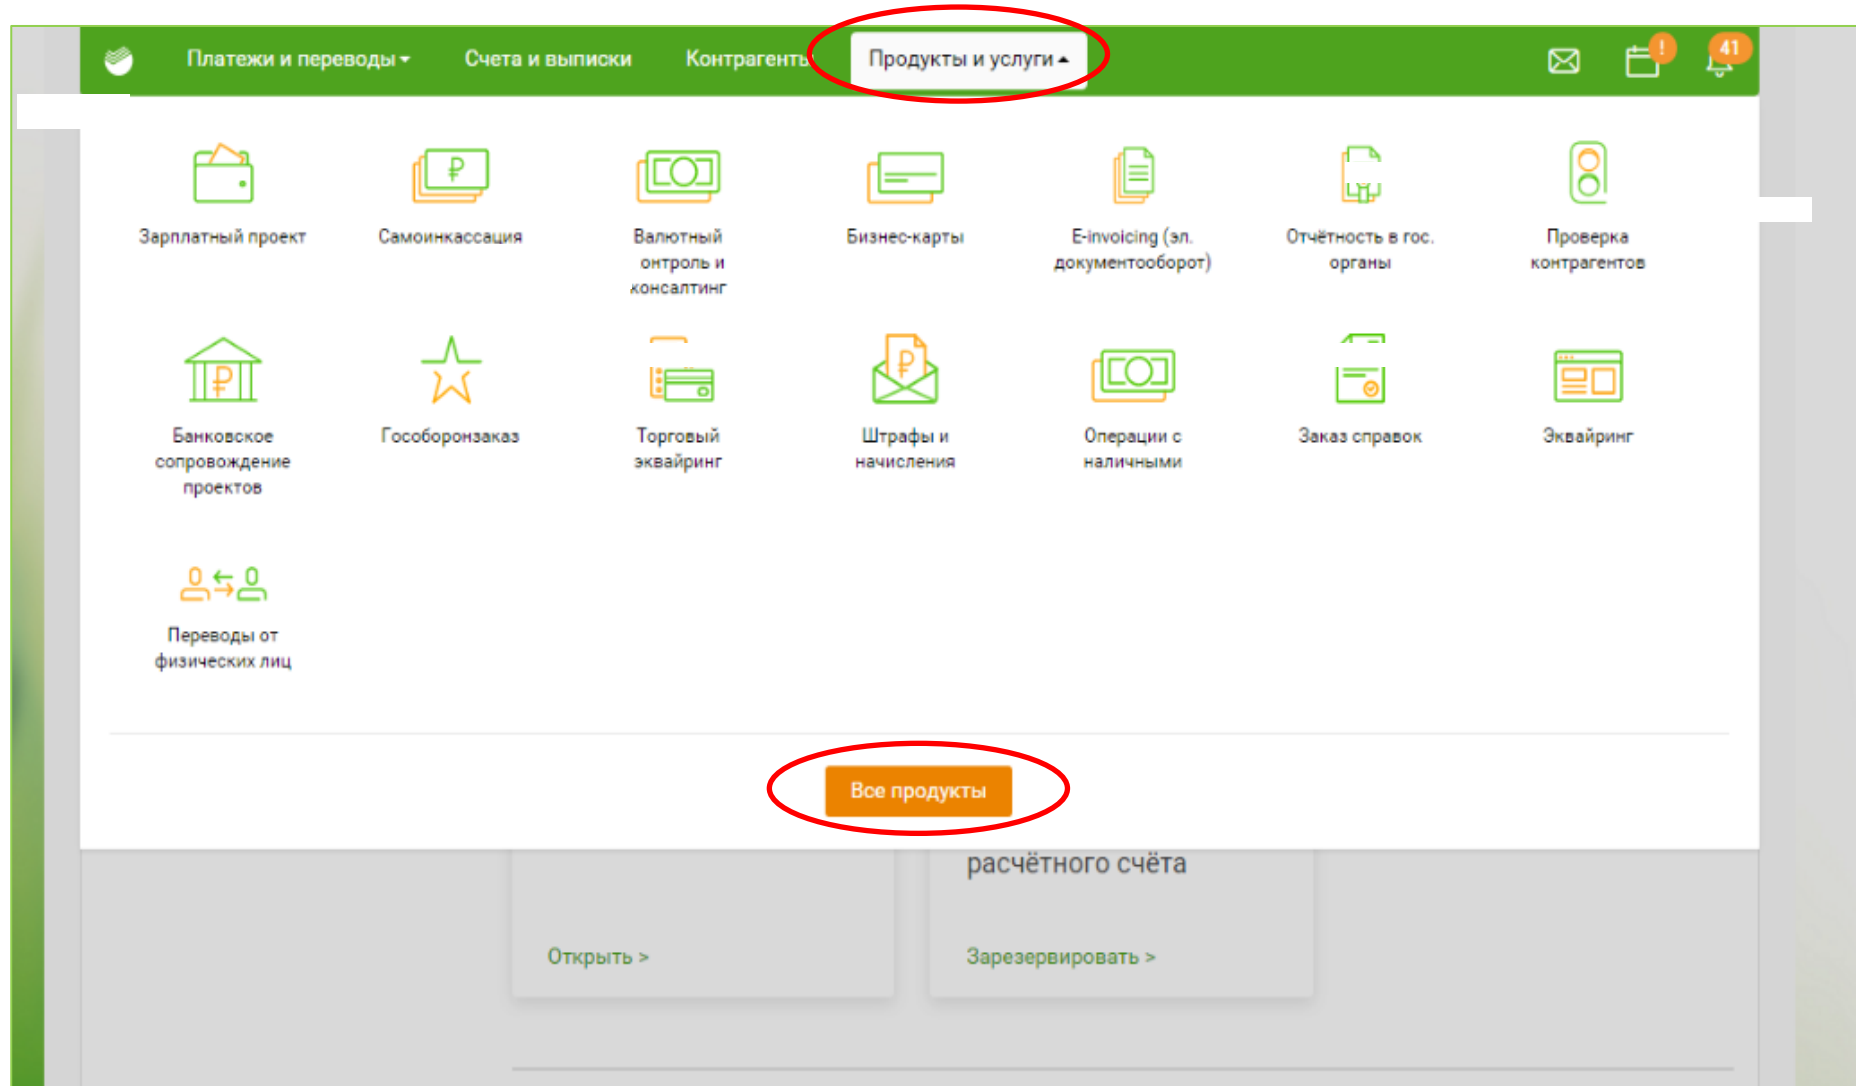 Платежи и переводы
Счета и выписки
Контрагенты
Продукты и услуги
!
41
Зарплатный проект
Самоинкассация
Валютный
онтроль и
консалтинг
Бизнес-карты
E-invoicing (эл.
документооборот)
Отчётность в гос.
органы
Проверка
контрагентов
Банковское
сопровождение
проектов
Гособоронзаказ
Торговый
эквайринг
Штрафы и
начисления
Операции с
наличными
Заказ справок
Эквайринг
Переводы от
физических лиц
Все продукты
расчётного счёта
Открыть >
Зарезервировать >